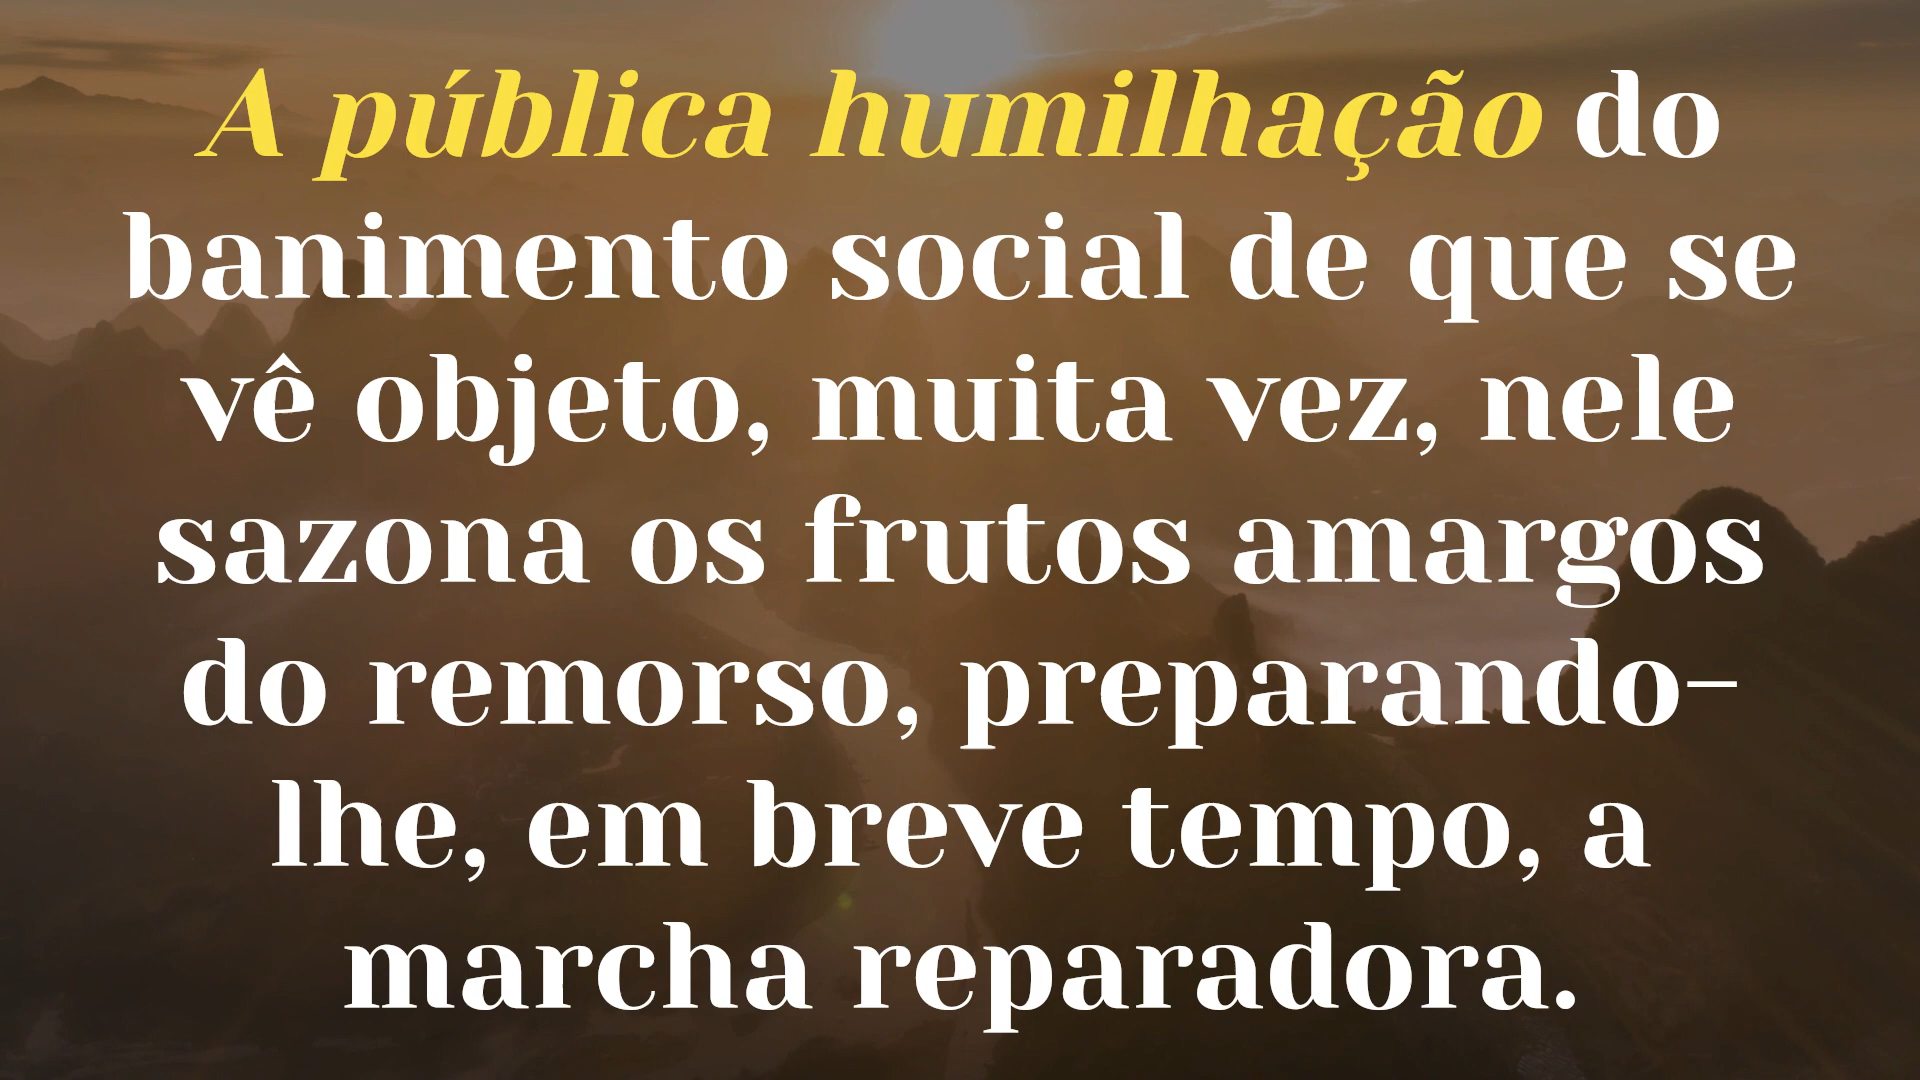 A pública humilhação do
banimento social de que se
vê objeto, muita vez, nele
sazona os frutos amargos
do remorso, preparando-
lhe, em breve tempo, a
marcha reparadora.